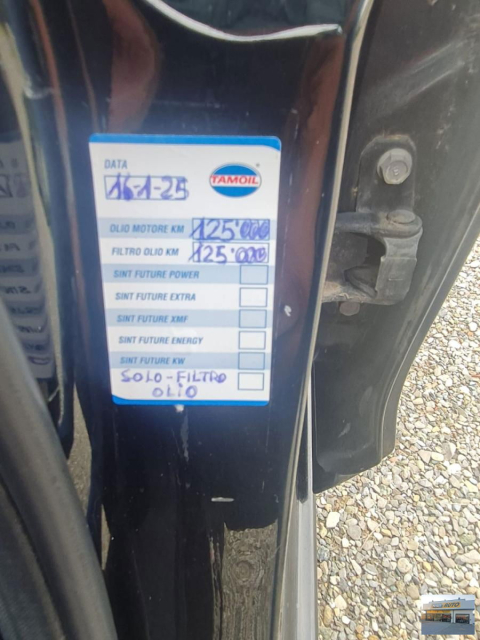 DATA
16-1-25
TAMOIL
OLIO MOTORE KM 125'000
FILTRO OLIO KM 125'000
SINT FUTURE POWER
SINT FUTURE EXTRA
SINT FUTURE XMF
SINT FUTURE ENERGY
SINT FUTURE KW
SOLO-FILTRO
OLIO